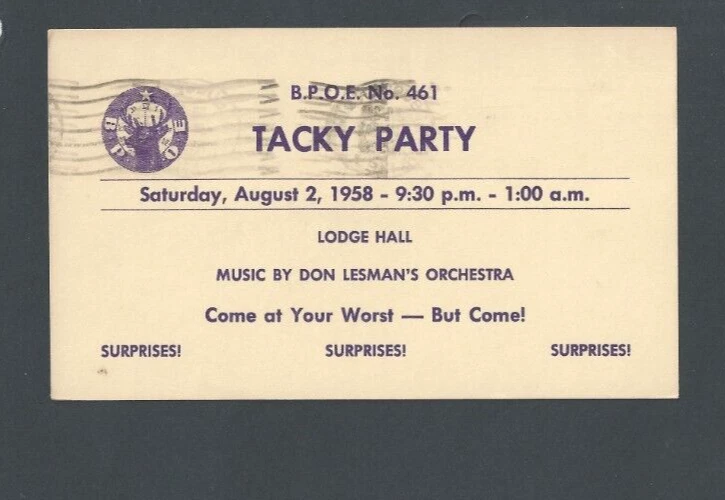 B.P.O.E. No. 461
B P O E
TACKY PARTY
Saturday, August 2, 1958 - 9:30 p.m. - 1:00 a.m.
LODGE HALL
MUSIC BY DON LESMAN'S ORCHESTRA
Come at Your Worst — But Come!
SURPRISES! SURPRISES! SURPRISES!